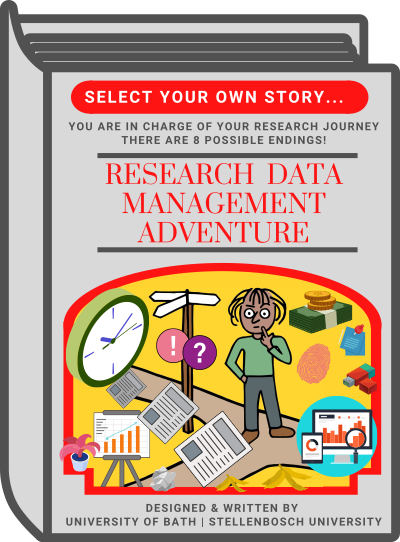 SELECT YOUR OWN STORY...
YOU ARE IN CHARGE OF YOUR RESEARCH JOURNEY
THERE ARE 8 POSSIBLE ENDINGS!
RESEARCH DATA
MANAGEMENT
ADVENTURE
! ?
DESIGNED & WRITTEN BY
UNIVERSITY OF BATH | STELLENBOSCH UNIVERSITY